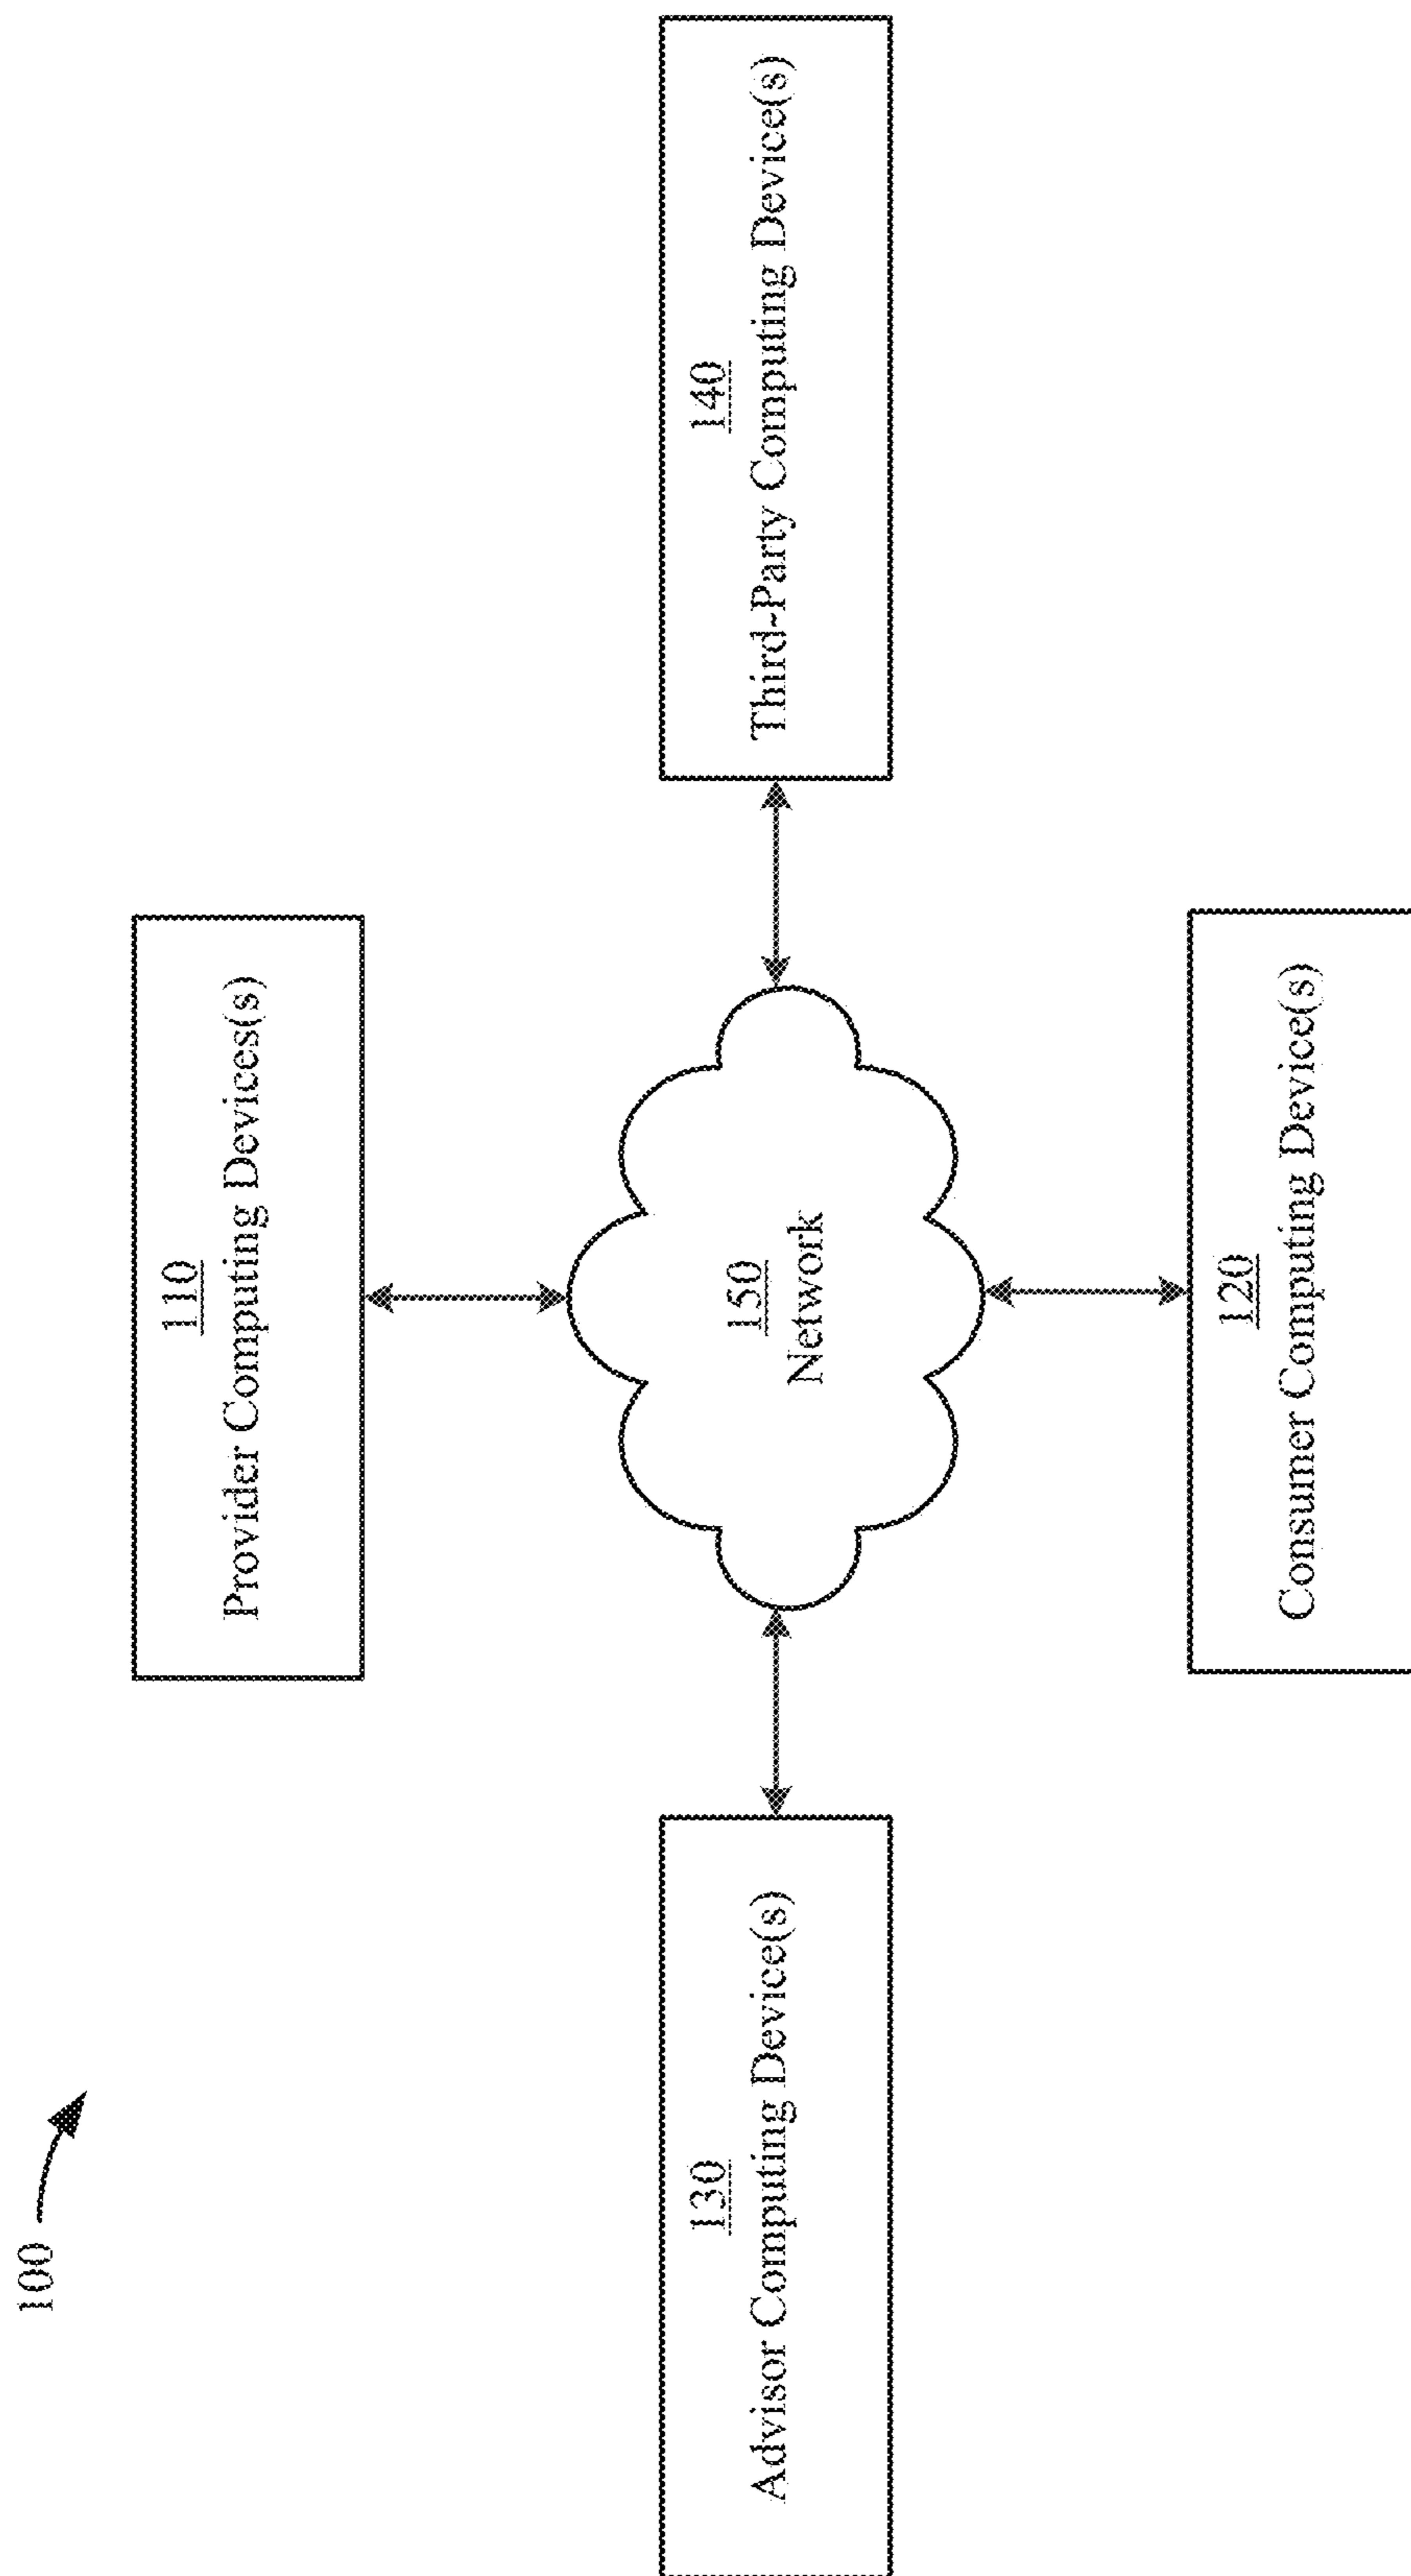 100
110
Provider Computing Devices(s)
130
Advisor Computing Device(s)
150
Network
140
Third-Party Computing Device(s)
120
Consumer Computing Device(s)